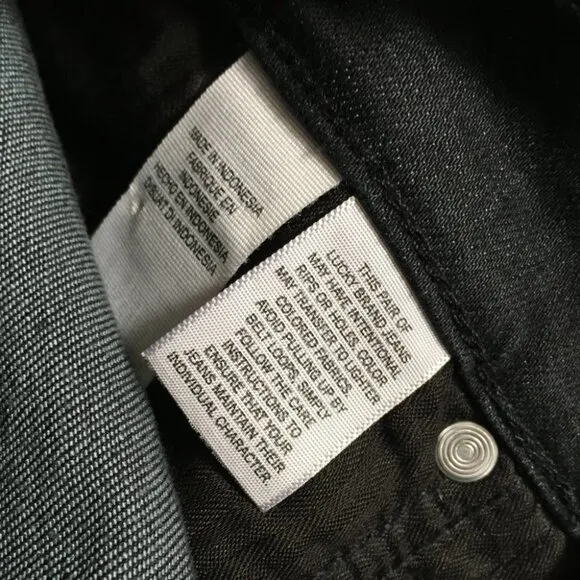 MADE IN INDONESIA
FABRIQUE EN
INDONESIE
HECHO EN INDONESIA
DIBUAT DI INDONESIA
THIS PAIR OF
LUCKY BRAND JEANS
MAY HAVE INTENTIONAL
RIPS OR HOLES. COLOR
MAY TRANSFER TO LIGHTER
COLORED FABRICS.
AVOID PULLING UP BY
BELT LOOPS. SIMPLY
FOLLOW THE CARE
INSTRUCTIONS TO
ENSURE THAT YOUR
JEANS MAINTAIN THEIR
INDIVIDUAL CHARACTER